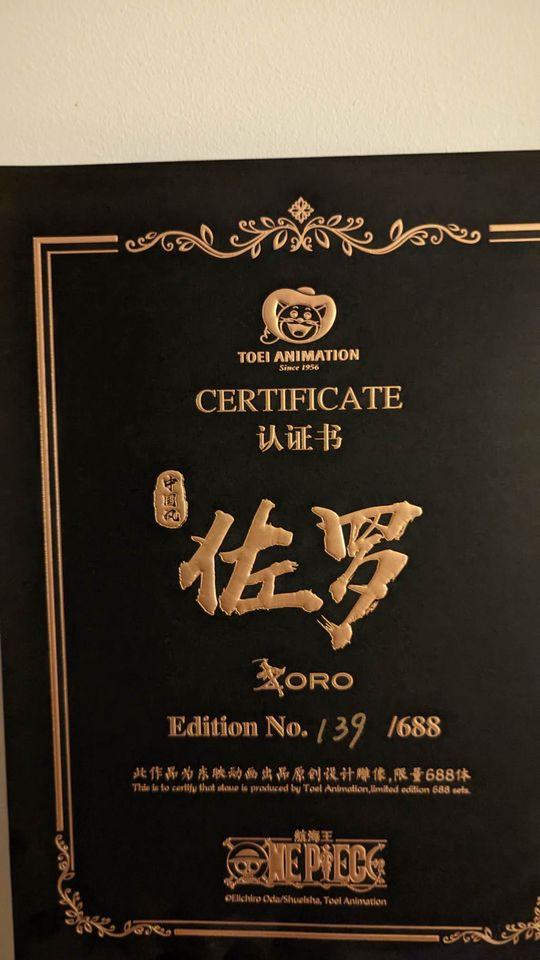 TOEI ANIMATION
Since 1956
CERTIFICATE
认证书
中国风
佐罗
ZORO
Edition No. 139 /688
此作品为东映动画出品原创设计雕像,限量688体
This is to certify that staue is produced by Toei Animation,limited edition 688 sets.
航海王
ONE PIECE
©Eiichiro Oda/Shueisha, Toei Animation